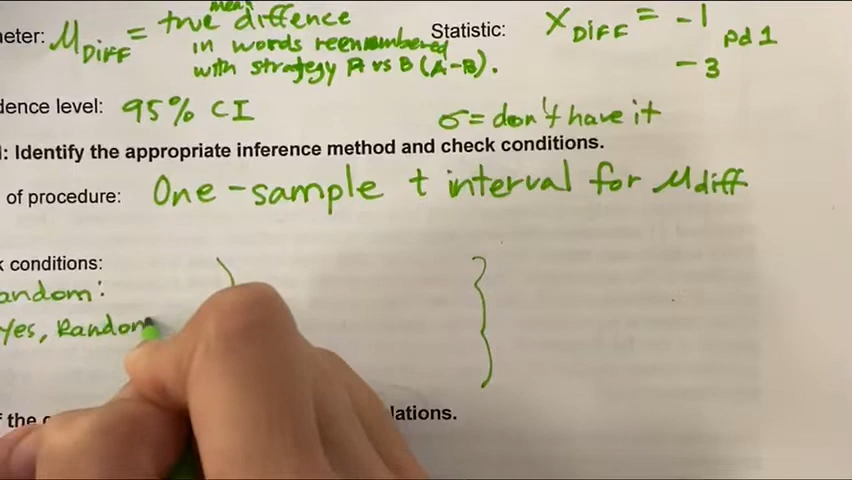 eter: μDIFF = true mean diffence
in words reenumbered
with strategy A vs B (A-B).
Statistic: XDIFF = -1 pd 1
-3
dence level: 95% CI
σ = don't have it
: Identify the appropriate inference method and check conditions.
of procedure: One-sample t interval for μdiff
k conditions:
andom:
Yes, Random
f the
lations.